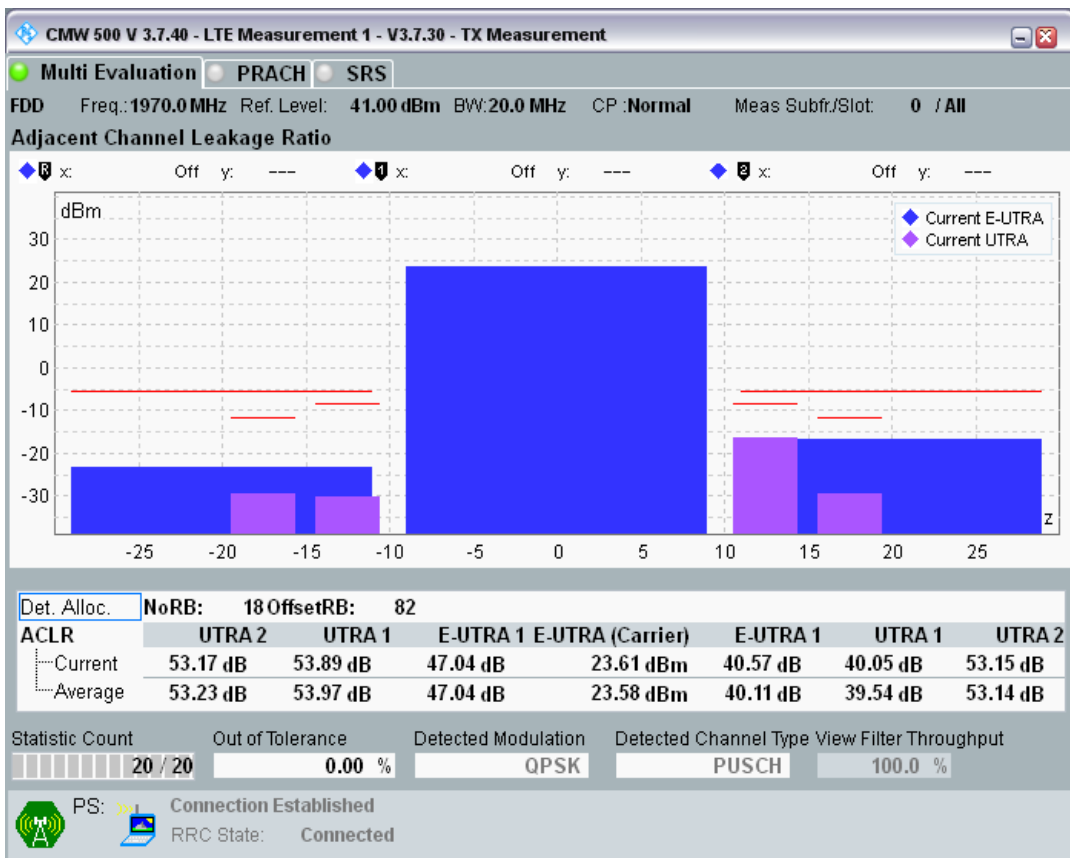 CMW 500 V 3.7.40 - LTE Measurement 1 - V3.7.30 - TX Measurement
Multi Evaluation PRACH SRS
FDD Freq.:1970.0 MHz Ref. Level: 41.00 dBm BW:20.0 MHz CP :Normal Meas Subfr./Slot: 0 / All
Adjacent Channel Leakage Ratio
R x: Off y: --- 1 x: Off y: --- 2 x: Off y: ---
dBm
Current E-UTRA
Current UTRA
30
20
10
0
-10
-20
-30
z
-25 -20 -15 -10 -5 0 5 10 15 20 25
Det. Alloc. NoRB: 18 OffsetRB: 82
ACLR UTRA 2 UTRA 1 E-UTRA 1 E-UTRA (Carrier) E-UTRA 1 UTRA 1 UTRA 2
Current 53.17 dB 53.89 dB 47.04 dB 23.61 dBm 40.57 dB 40.05 dB 53.15 dB
Average 53.23 dB 53.97 dB 47.04 dB 23.58 dBm 40.11 dB 39.54 dB 53.14 dB
Statistic Count Out of Tolerance Detected Modulation Detected Channel Type View Filter Throughput
20 / 20 0.00 % QPSK PUSCH 100.0 %
PS: Connection Established
RRC State: Connected